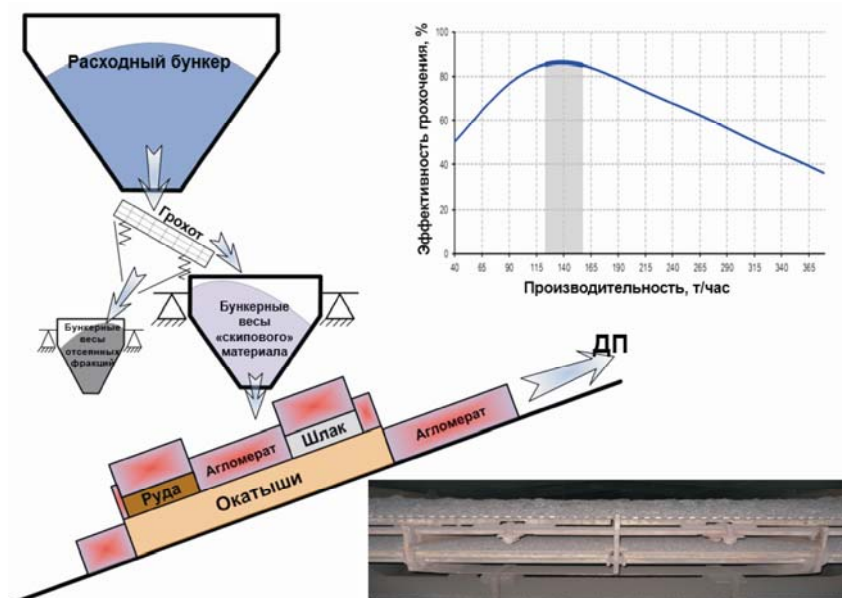 Расходный бункер
Грохот
Бункерные
весы
отсеянных
фракций
Бункерные
весы
«скипового»
материала
ДП
Руда
Агломерат
Шлак
Агломерат
Окатыши
Эффективность грохочения, %
100
80
60
40
20
0
40 65 90 115 140 165 190 215 240 265 290 315 340 365
Производительность, т/час